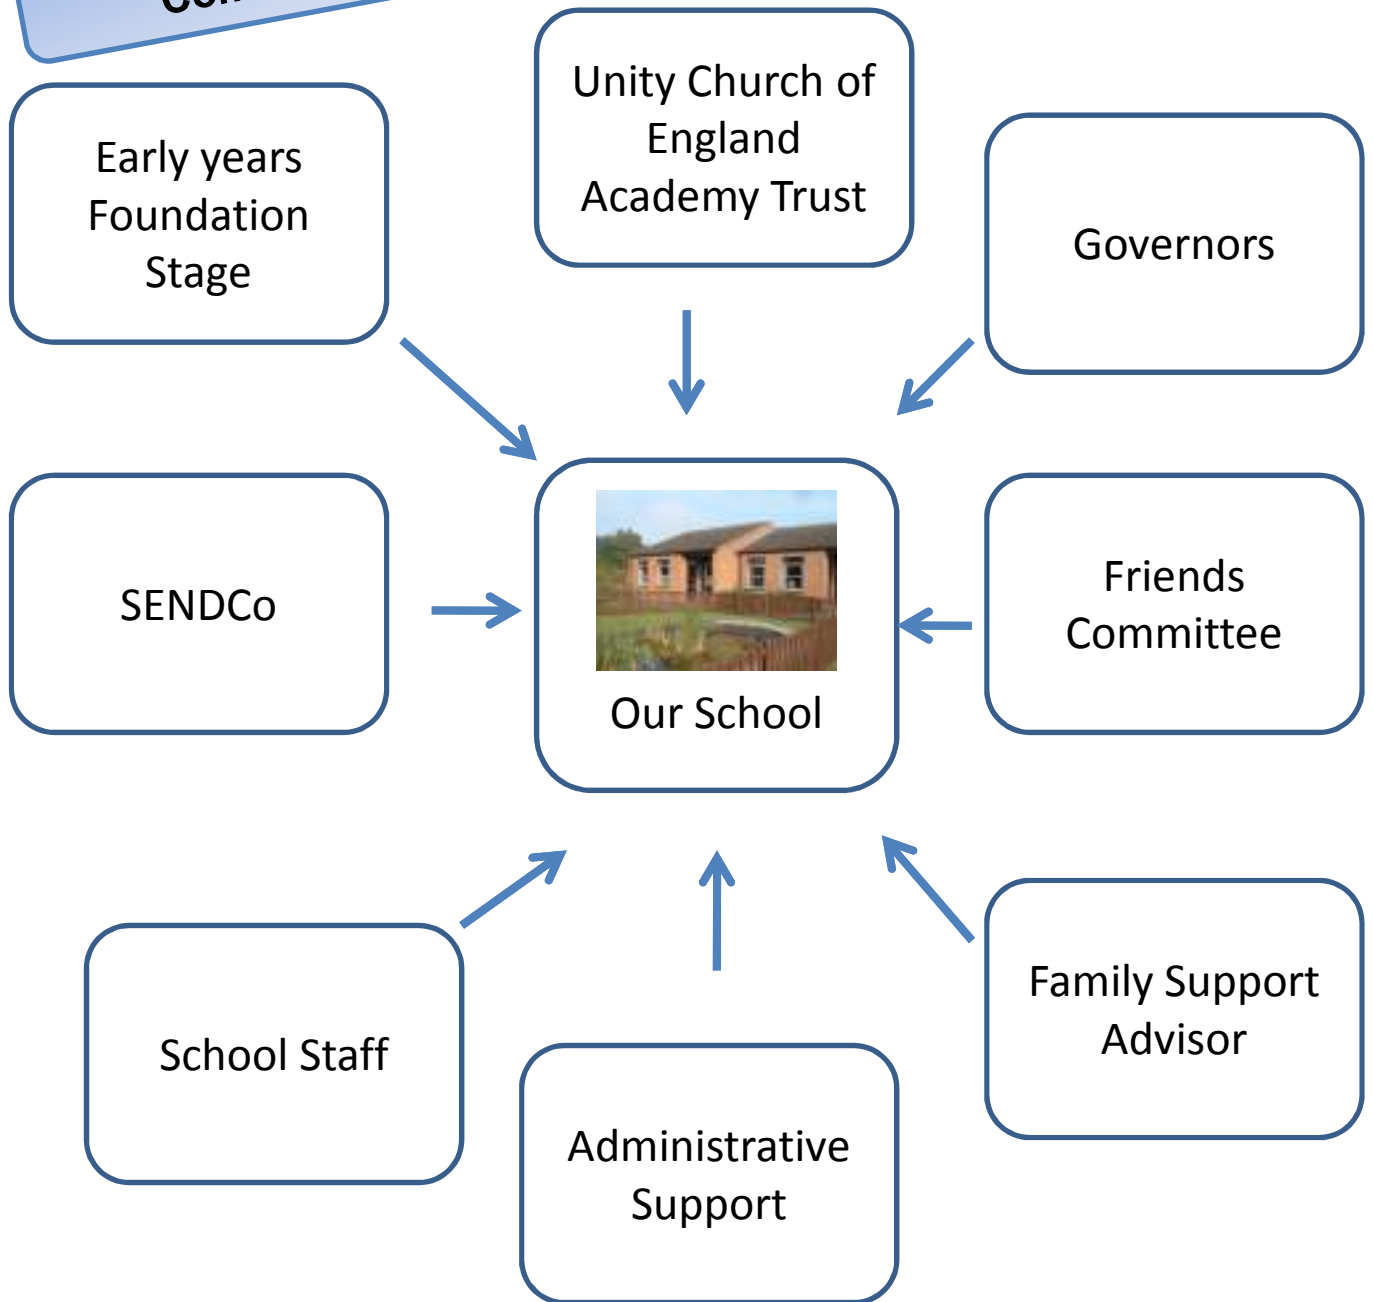 Unity Church of
England
Academy Trust
Early years
Foundation
Stage
Governors
SENDCo
Our School
Friends
Committee
School Staff
Administrative
Support
Family Support
Advisor